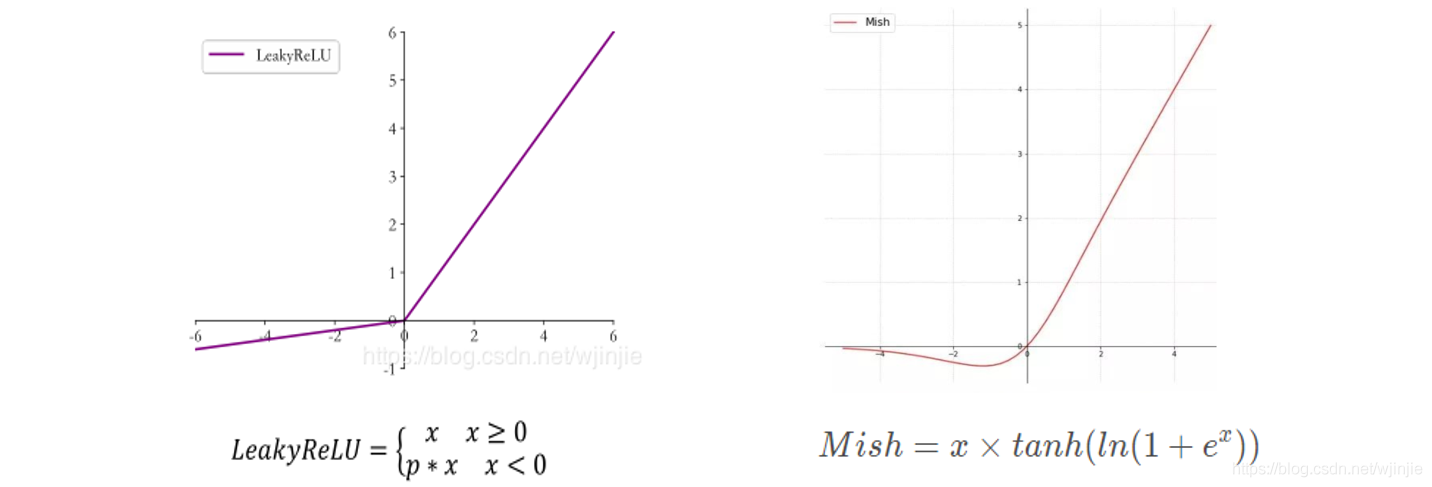 LeakyReLU
6
5
4
3
2
1
0
-6 -4 -2 0 2 4 6
-1
https://blog.csdn.net/wjinjie
LeakyReLU = { x x ≥ 0
p * x x < 0
Mish
5
4
3
2
1
0
−4 −2 0 2 4
Mish = x × tanh(ln(1 + eˣ))
https://blog.csdn.net/wjinjie